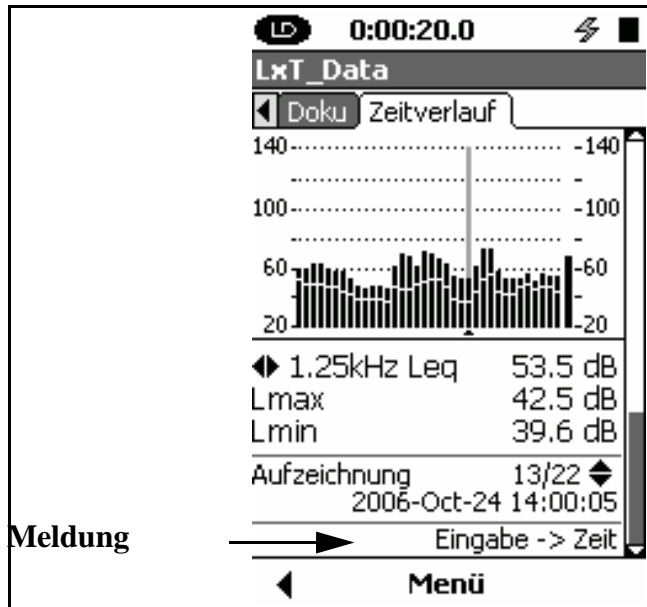 LD 0:00:20.0
LxT_Data
Doku Zeitverlauf
140 -140
100 -100
60 -60
20 -20
1.25kHz Leq 53.5 dB
Lmax 42.5 dB
Lmin 39.6 dB
Aufzeichnung 13/22
2006-Oct-24 14:00:05
Meldung Eingabe -> Zeit
Menü